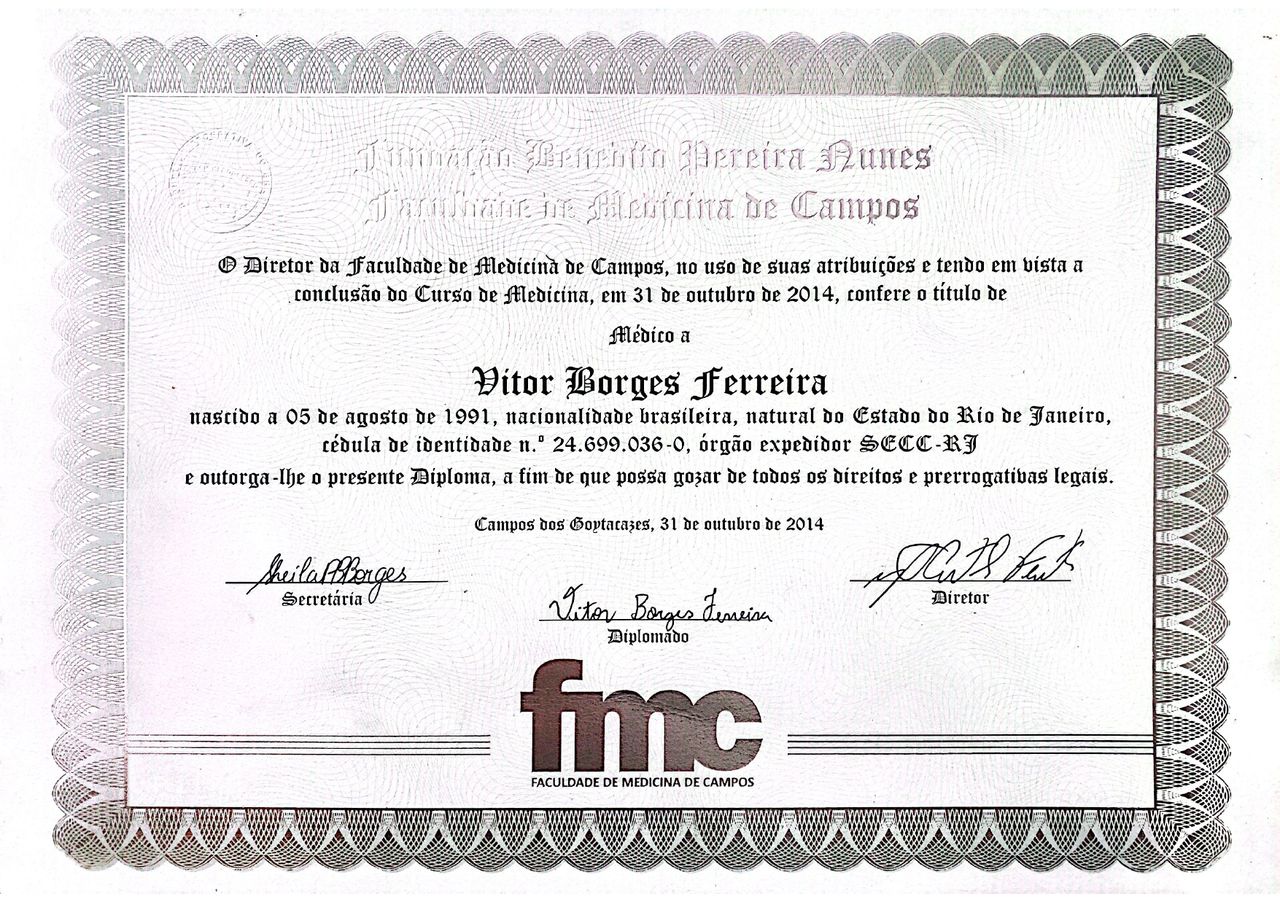 Fundação Benedito Pereira Nunes
Faculdade de Medicina de Campos
O Diretor da Faculdade de Medicina de Campos, no uso de suas atribuições e tendo em vista a
conclusão do Curso de Medicina, em 31 de outubro de 2014, confere o título de
Médico a
Vitor Borges Ferreira
nascido a 05 de agosto de 1991, nacionalidade brasileira, natural do Estado do Rio de Janeiro,
cédula de identidade n.º 24.699.036-0, órgão expedidor SECC-RJ
e outorga-lhe o presente Diploma, a fim de que possa gozar de todos os direitos e prerrogativas legais.
Campos dos Goytacazes, 31 de outubro de 2014
Sheila Borges
Secretária
Vitor Borges Ferreira
Diplomado
Diretor
fmc
FACULDADE DE MEDICINA DE CAMPOS